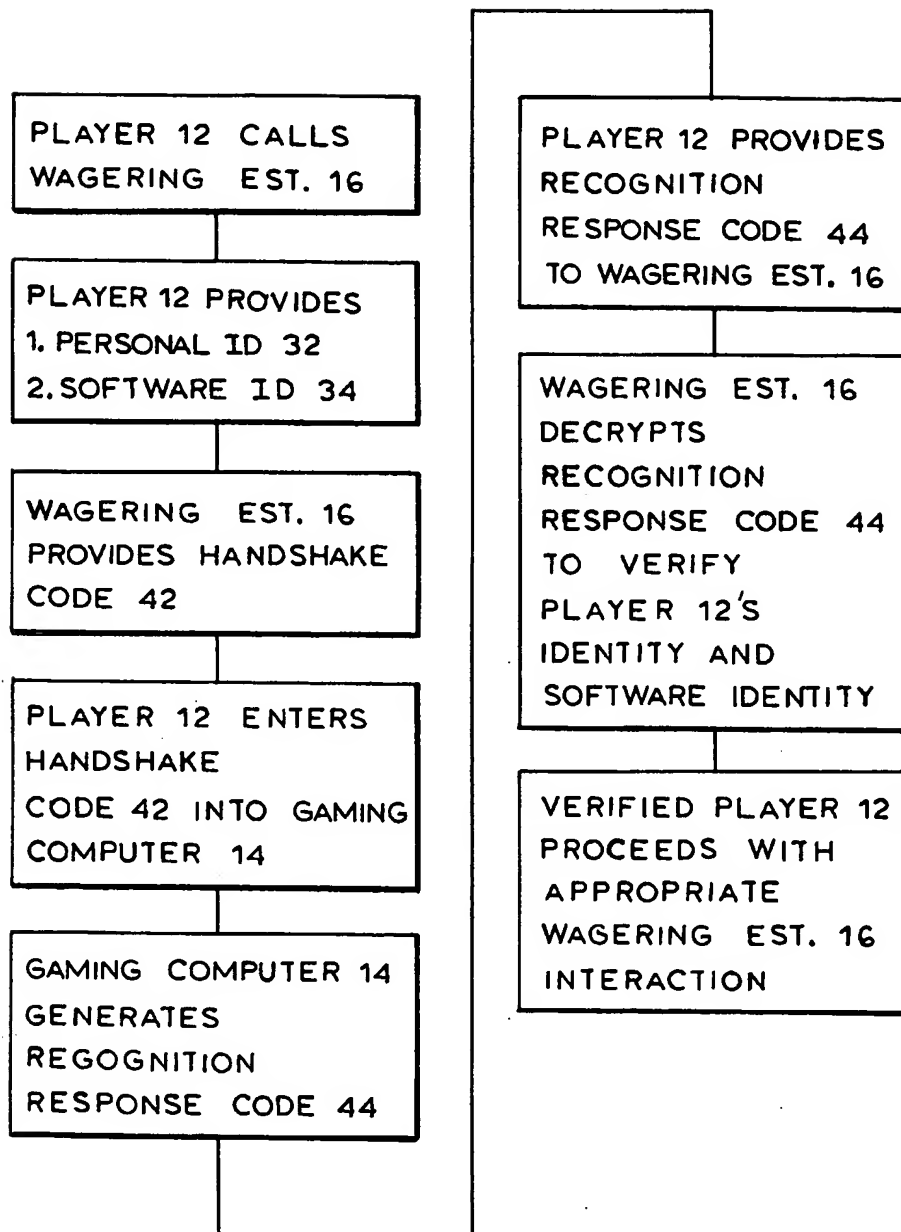 PLAYER 12 CALLS
WAGERING EST. 16
PLAYER 12 PROVIDES
1. PERSONAL ID 32
2. SOFTWARE ID 34
WAGERING EST. 16
PROVIDES HANDSHAKE
CODE 42
PLAYER 12 ENTERS
HANDSHAKE
CODE 42 INTO GAMING
COMPUTER 14
GAMING COMPUTER 14
GENERATES
REGOGNITION
RESPONSE CODE 44
PLAYER 12 PROVIDES
RECOGNITION
RESPONSE CODE 44
TO WAGERING EST. 16
WAGERING EST. 16
DECRYPTS
RECOGNITION
RESPONSE CODE 44
TO VERIFY
PLAYER 12'S
IDENTITY AND
SOFTWARE IDENTITY
VERIFIED PLAYER 12
PROCEEDS WITH
APPROPRIATE
WAGERING EST. 16
INTERACTION